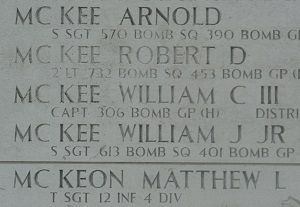 MC KEE ARNOLD
S SGT 570 BOMB SQ 390 BOMB GP
MC KEE ROBERT D
2 LT 732 BOMB SQ 453 BOMB GP (
MC KEE WILLIAM C III
CAPT 306 BOMB GP (H) DISTRI
MC KEE WILLIAM J JR
S SGT 613 BOMB SQ 401 BOMB GP
MC KEON MATTHEW L
T SGT 12 INF 4 DIV